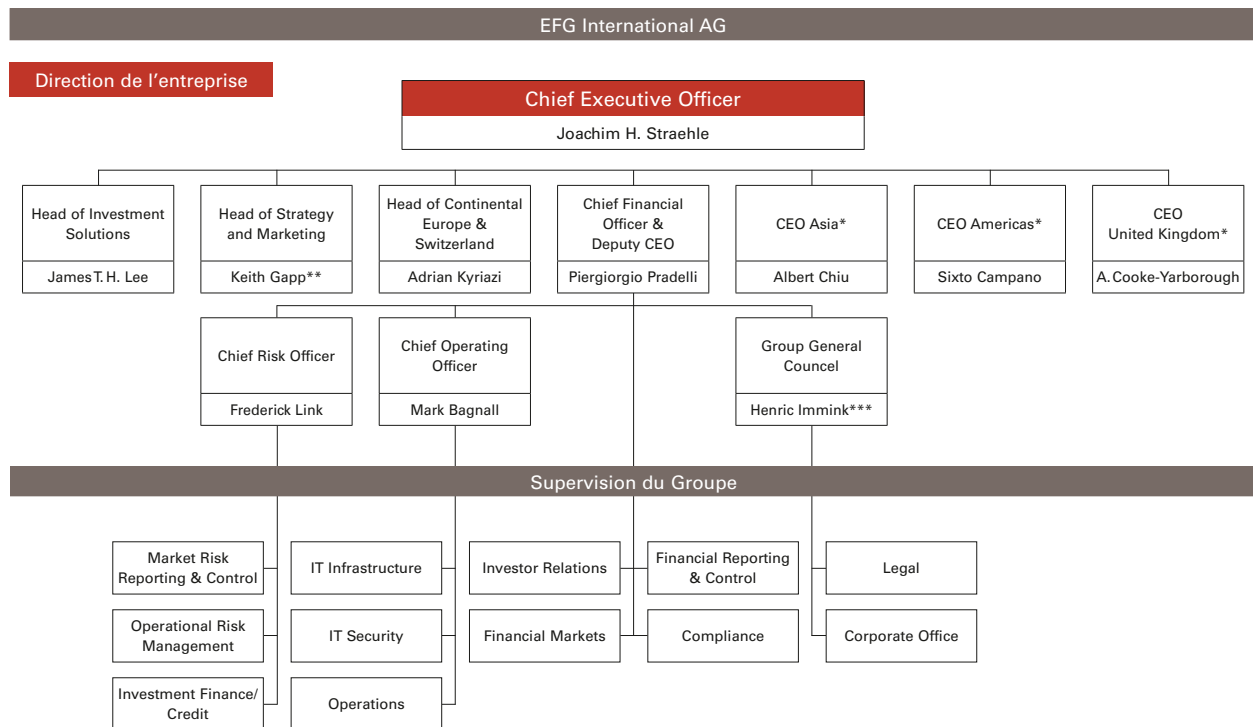 EFG International AG
Direction de l'entreprise
Chief Executive Officer
Joachim H. Straehle
Head of Investment
Solutions
James T. H. Lee
Head of Strategy
and Marketing
Keith Gapp**
Head of Continental
Europe &
Switzerland
Adrian Kyriazi
Chief Financial
Officer &
Deputy CEO
Piergiorgio Pradelli
CEO Asia*
Albert Chiu
CEO Americas*
Sixto Campano
CEO
United Kingdom*
A. Cooke-Yarborough
Chief Risk Officer
Frederick Link
Chief Operating
Officer
Mark Bagnall
Group General
Councel
Henric Immink***
Supervision du Groupe
Market Risk
Reporting & Control
IT Infrastructure
Investor Relations
Financial Reporting
& Control
Legal
Operational Risk
Management
IT Security
Financial Markets
Compliance
Corporate Office
Investment Finance/
Credit
Operations